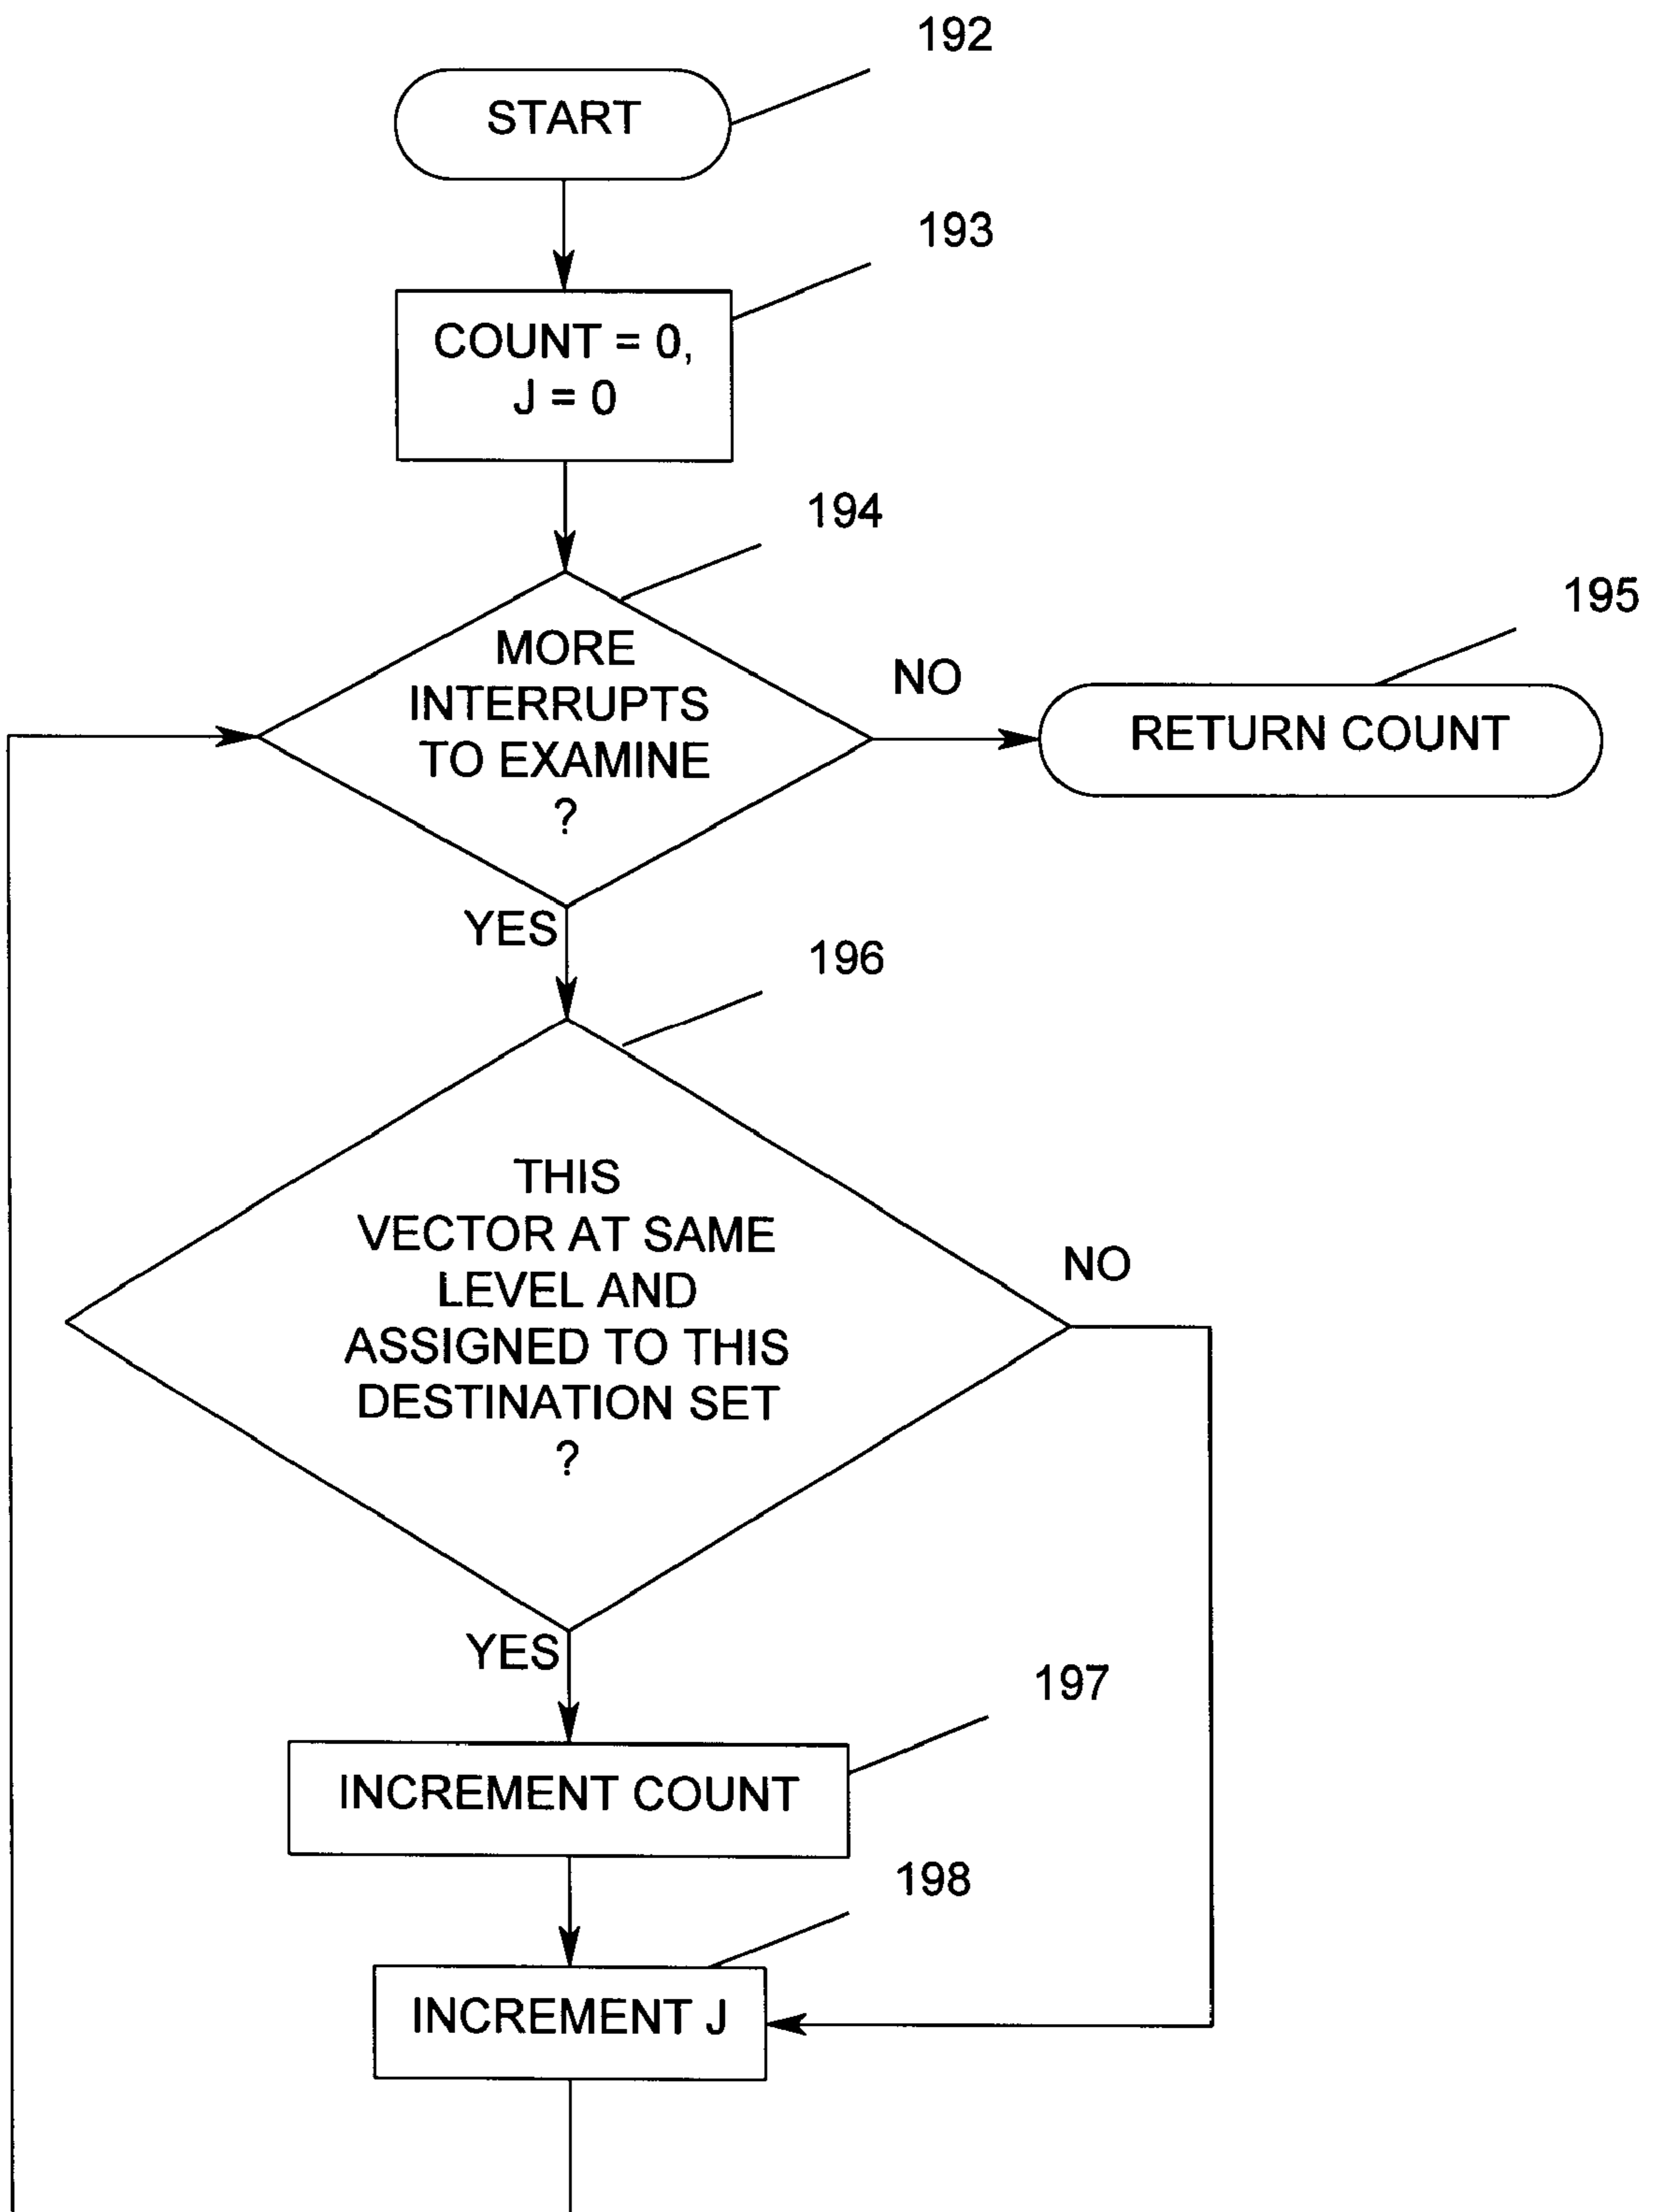 192
START
193
COUNT = 0,
J = 0
194
MORE
INTERRUPTS
TO EXAMINE
?
NO
195
RETURN COUNT
YES
196
THIS
VECTOR AT SAME
LEVEL AND
ASSIGNED TO THIS
DESTINATION SET
?
NO
YES
197
INCREMENT COUNT
198
INCREMENT J